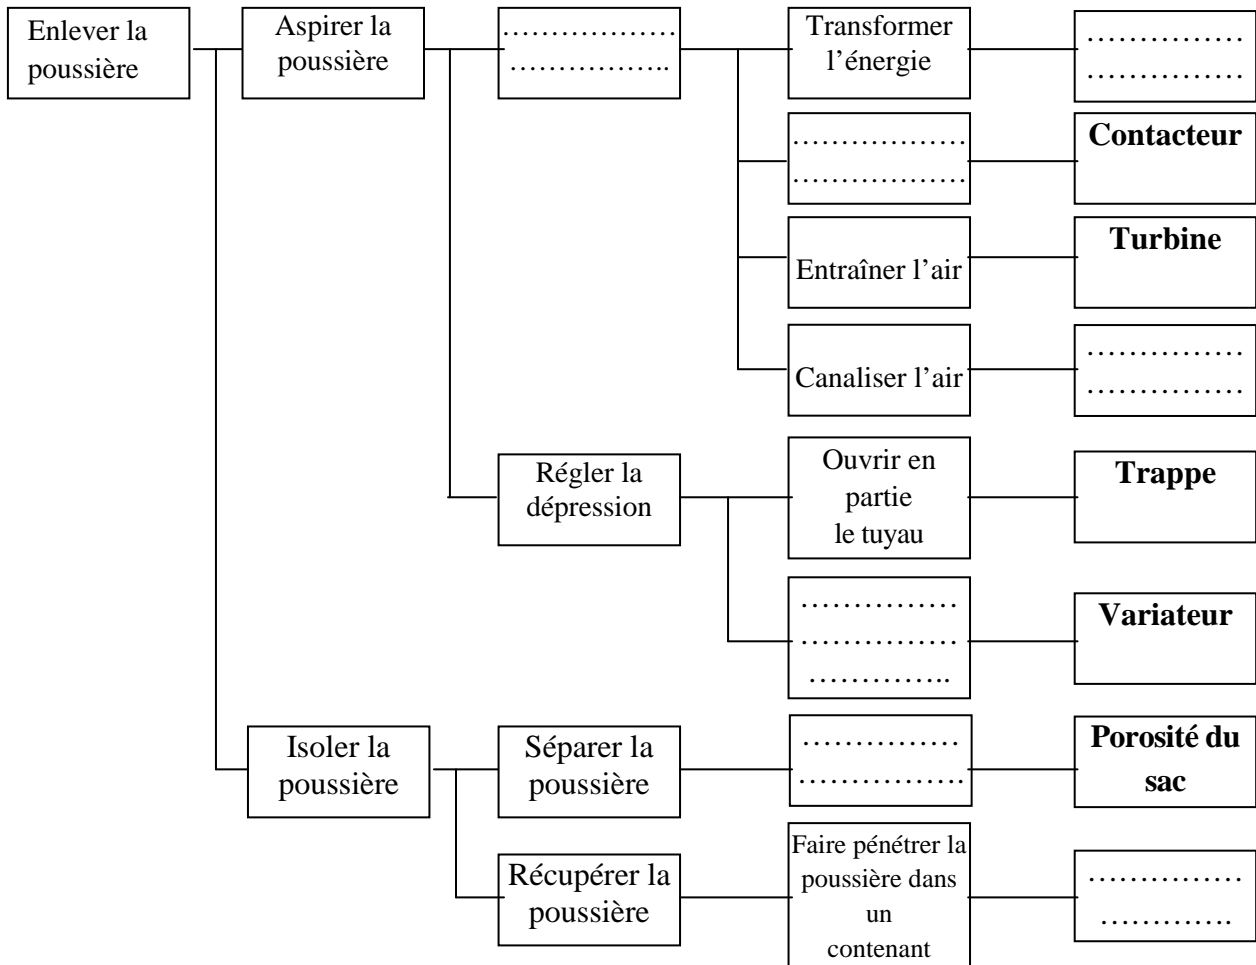 Enlever la
poussière
Aspirer la
poussière
………………
……………..
Transformer
l’énergie
……………
……………
………………
………………
Contacteur
Entraîner l’air
Turbine
Canaliser l’air
……………
……………
Régler la
dépression
Ouvrir en
partie
le tuyau
Trappe
……………
……………
…………..
Variateur
Isoler la
poussière
Séparer la
poussière
……………
…………….
Porosité du
sac
Récupérer la
poussière
Faire pénétrer la
poussière dans
un
contenant
……………
………….